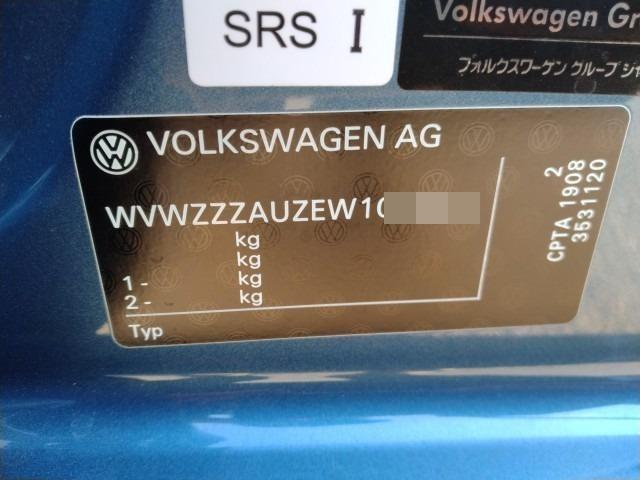 SRS I
Volkswagen Gr
フォルクスワーゲン グループ ジャ
VOLKSWAGEN AG
WVWZZZAUZEW10
kg
kg
1 - kg
2 - kg
Typ
2
CPTA 1908
3531120